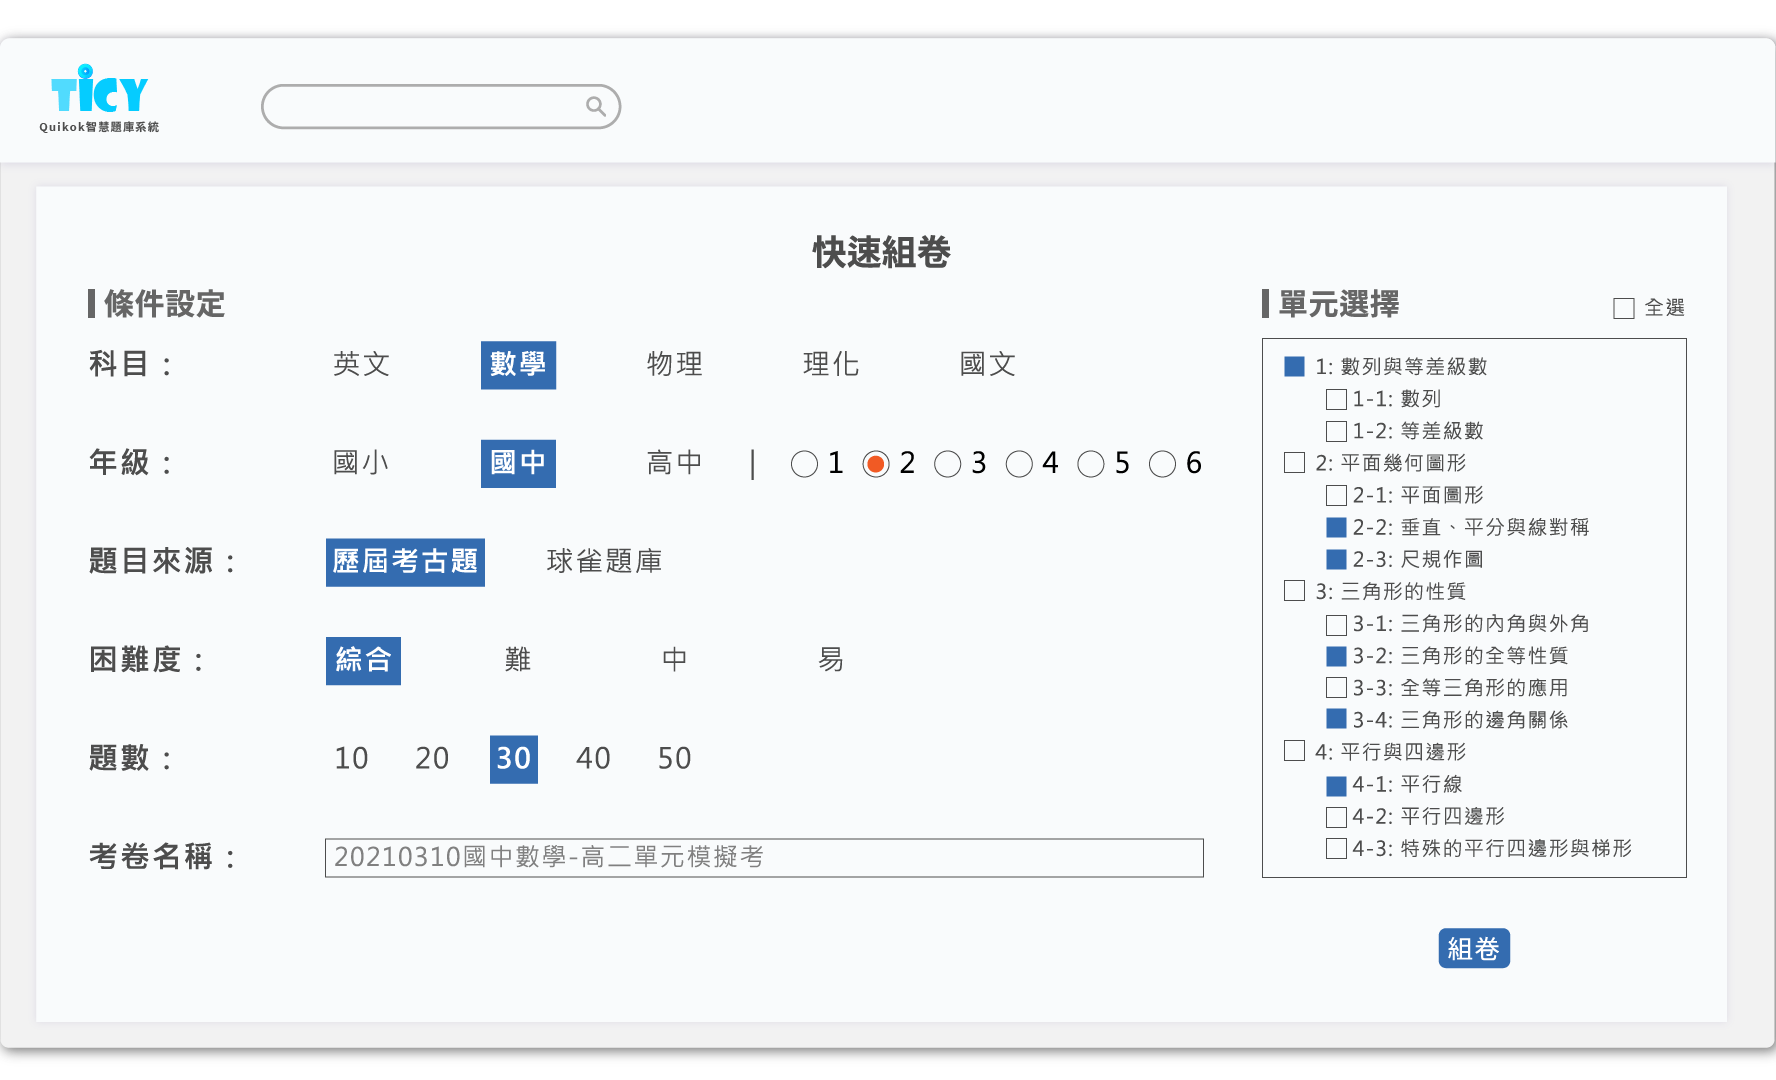 TiCY
Quikok智慧題庫系統
快速組卷
條件設定
科目：
英文 數學 物理 理化 國文
年級：
國小 國中 高中 | 1 2 3 4 5 6
題目來源：
歷屆考古題 球雀題庫
困難度：
綜合 難 中 易
題數：
10 20 30 40 50
考卷名稱：
20210310國中數學-高二單元模擬考
單元選擇
全選
1: 數列與等差級數
1-1: 數列
1-2: 等差級數
2: 平面幾何圖形
2-1: 平面圖形
2-2: 垂直、平分與線對稱
2-3: 尺規作圖
3: 三角形的性質
3-1: 三角形的內角與外角
3-2: 三角形的全等性質
3-3: 全等三角形的應用
3-4: 三角形的邊角關係
4: 平行與四邊形
4-1: 平行線
4-2: 平行四邊形
4-3: 特殊的平行四邊形與梯形
組卷